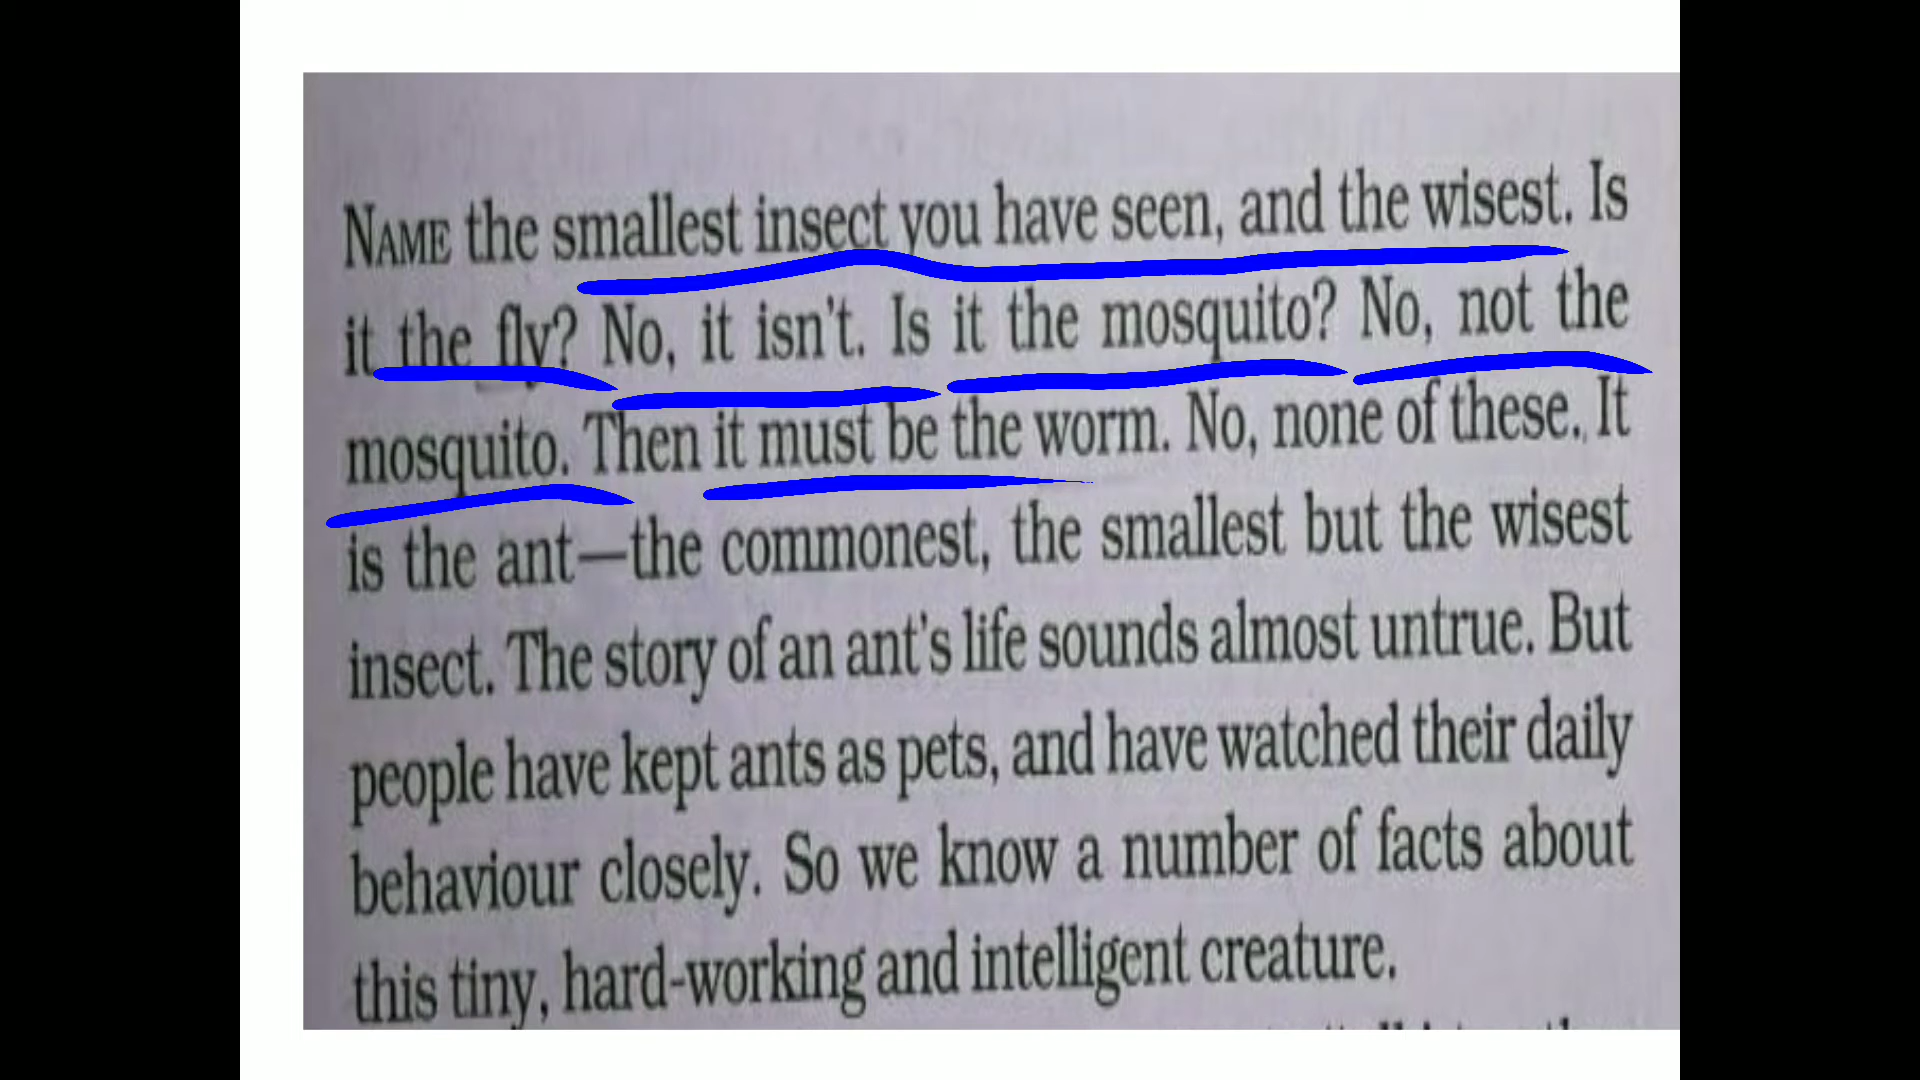 NAME the smallest insect you have seen, and the wisest. Is
it the fly? No, it isn't. Is it the mosquito? No, not the
mosquito. Then it must be the worm. No, none of these. It
is the ant—the commonest, the smallest but the wisest
insect. The story of an ant's life sounds almost untrue. But
people have kept ants as pets, and have watched their daily
behaviour closely. So we know a number of facts about
this tiny, hard-working and intelligent creature.